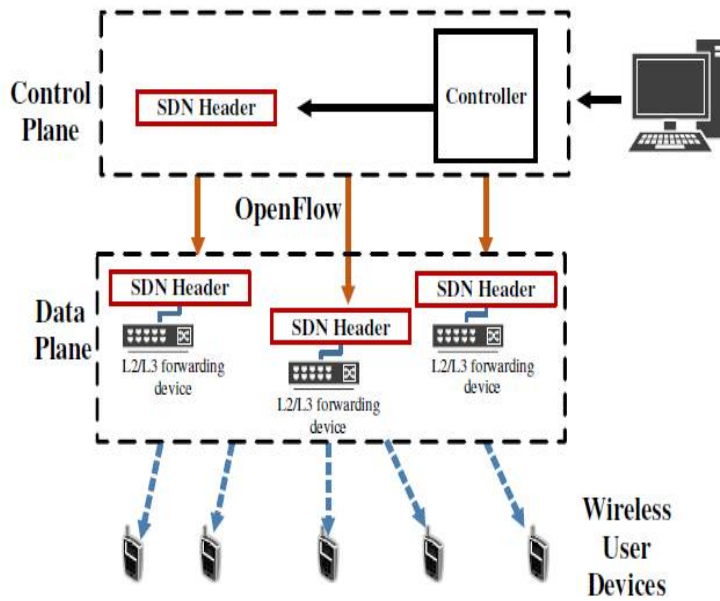 Control
Plane
SDN Header
Controller
OpenFlow
Data
Plane
SDN Header
SDN Header
SDN Header
L2/L3 forwarding
device
L2/L3 forwarding
device
L2/L3 forwarding
device
Wireless
User
Devices